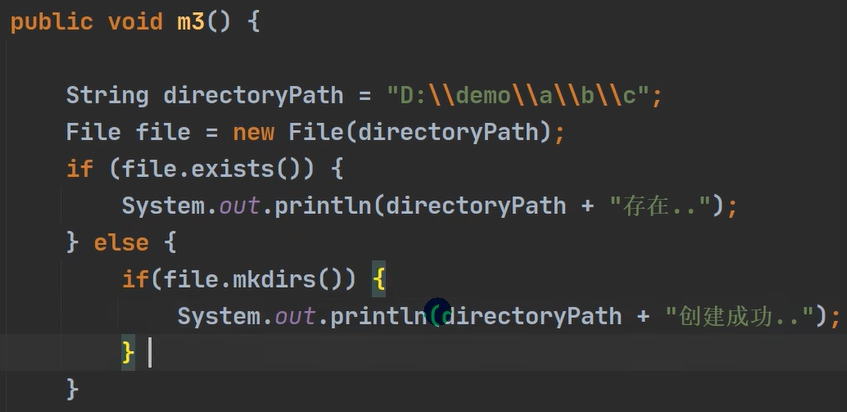 public void m3() {
String directoryPath = "D:\\demo\\a\\b\\c";
File file = new File(directoryPath);
if (file.exists()) {
System.out.println(directoryPath + "存在..");
} else {
if(file.mkdirs()) {
System.out.println(directoryPath + "创建成功..");
}
}